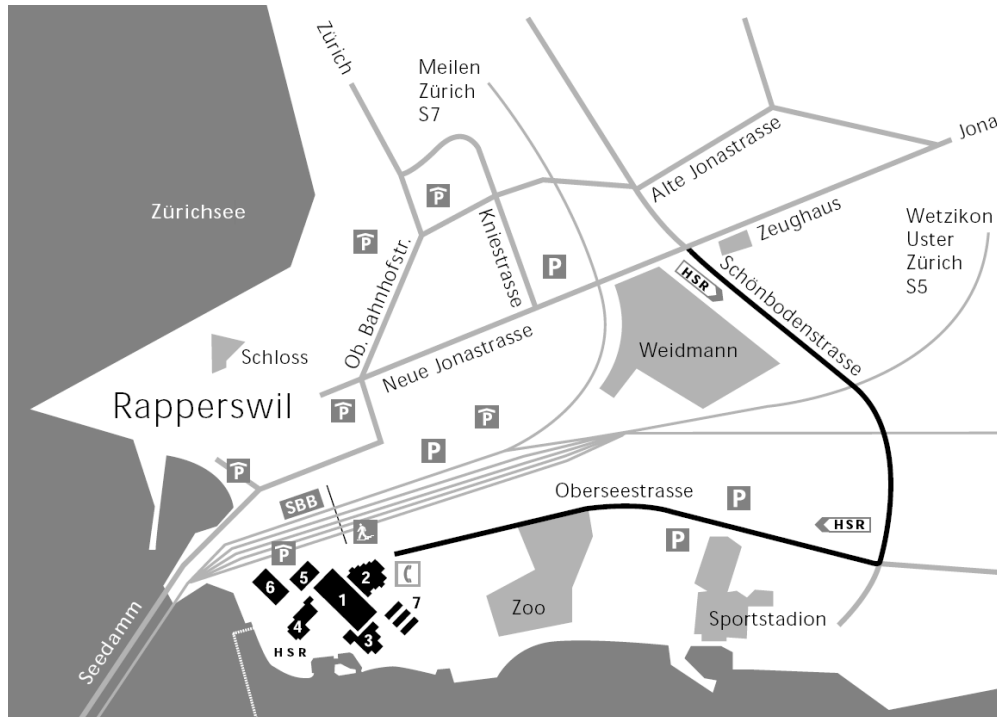 Zürich
Meilen
Zürich
S7
Alte Jonastrasse
Jona
Zürichsee
P
P
Kniestrasse
P
Zeughaus
Wetzikon
Uster
Zürich
S5
Ob. Bahnhofstr.
HSR
Schönbodenstrasse
Schloss
Neue Jonastrasse
Weidmann
Rapperswil
P
P
P
P
SBB
Oberseestrasse
P
HSR
P
P
5
2
6
1
7
4
3
HSR
Zoo
Sportstadion
Seedamm